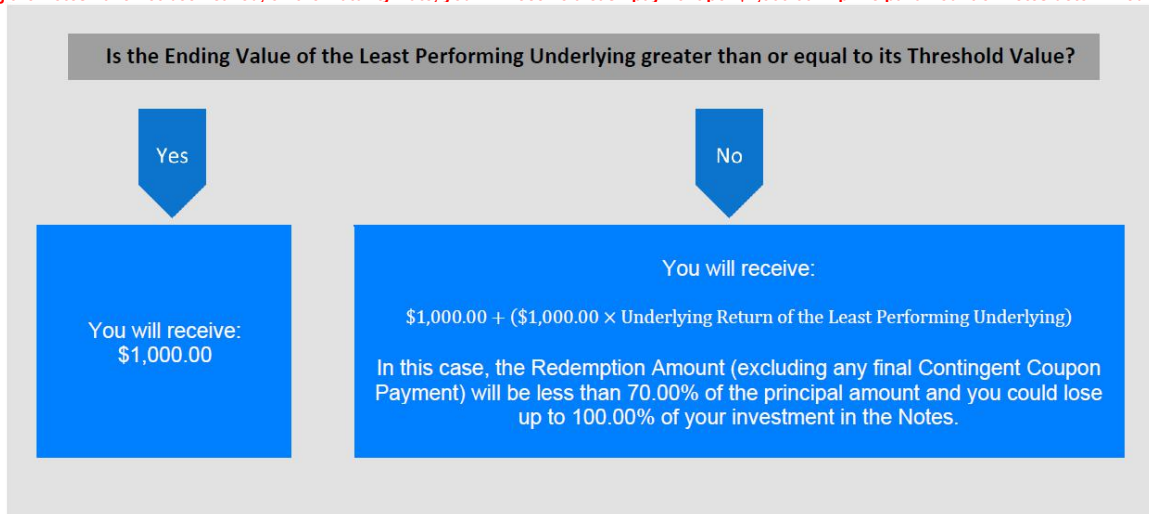 Is the Ending Value of the Least Performing Underlying greater than or equal to its Threshold Value?
Yes
No
You will receive:
$1,000.00
You will receive:
$1,000.00 + ($1,000.00 × Underlying Return of the Least Performing Underlying)
In this case, the Redemption Amount (excluding any final Contingent Coupon
Payment) will be less than 70.00% of the principal amount and you could lose
up to 100.00% of your investment in the Notes.